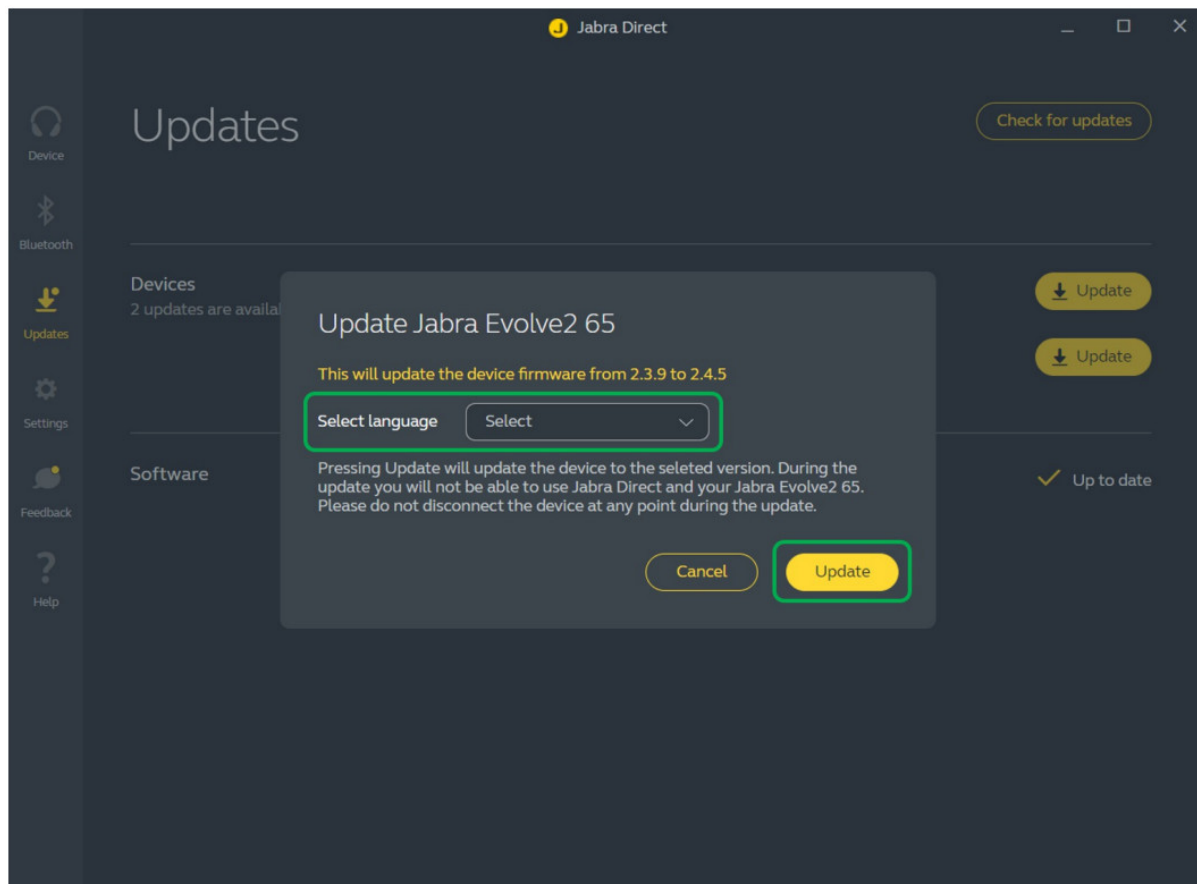 Jabra Direct
Updates
Check for updates
Device
Bluetooth
Updates
Settings
Feedback
Help
Devices
2 updates are
Update
Update
Update Jabra Evolve2 65
This will update the device firmware from 2.3.9 to 2.4.5
Select language
Select
Pressing Update will update the device to the seleted version. During the
update you will not be able to use Jabra Direct and your Jabra Evolve2 65.
Please do not disconnect the device at any point during the update.
Cancel
Update
Software
Up to date